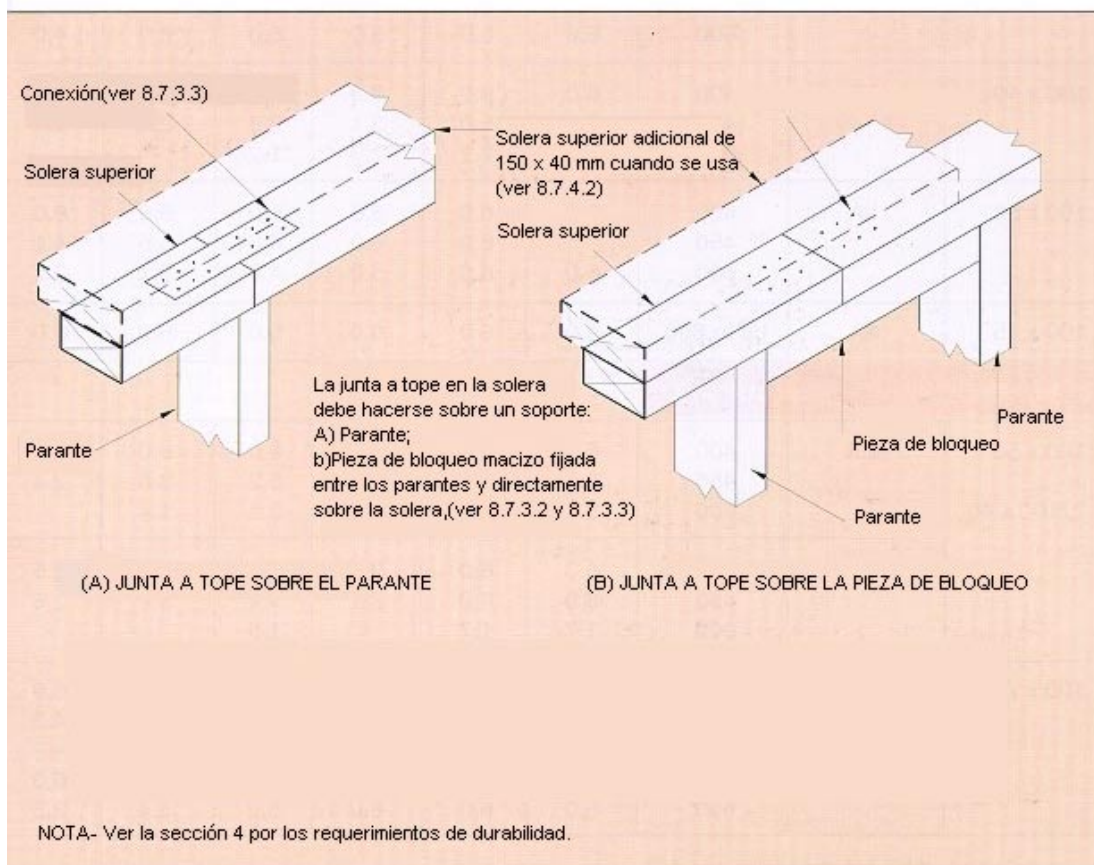 Conexión(ver 8.7.3.3)
Solera superior
Parante
Solera superior adicional de
150 x 40 mm cuando se usa
(ver 8.7.4.2)
Solera superior
La junta a tope en la solera
debe hacerse sobre un soporte:
A) Parante;
b)Pieza de bloqueo macizo fijada
entre los parantes y directamente
sobre la solera,(ver 8.7.3.2 y 8.7.3.3)
Parante
Pieza de bloqueo
Parante
(A) JUNTA A TOPE SOBRE EL PARANTE
(B) JUNTA A TOPE SOBRE LA PIEZA DE BLOQUEO
NOTA- Ver la sección 4 por los requerimientos de durabilidad.